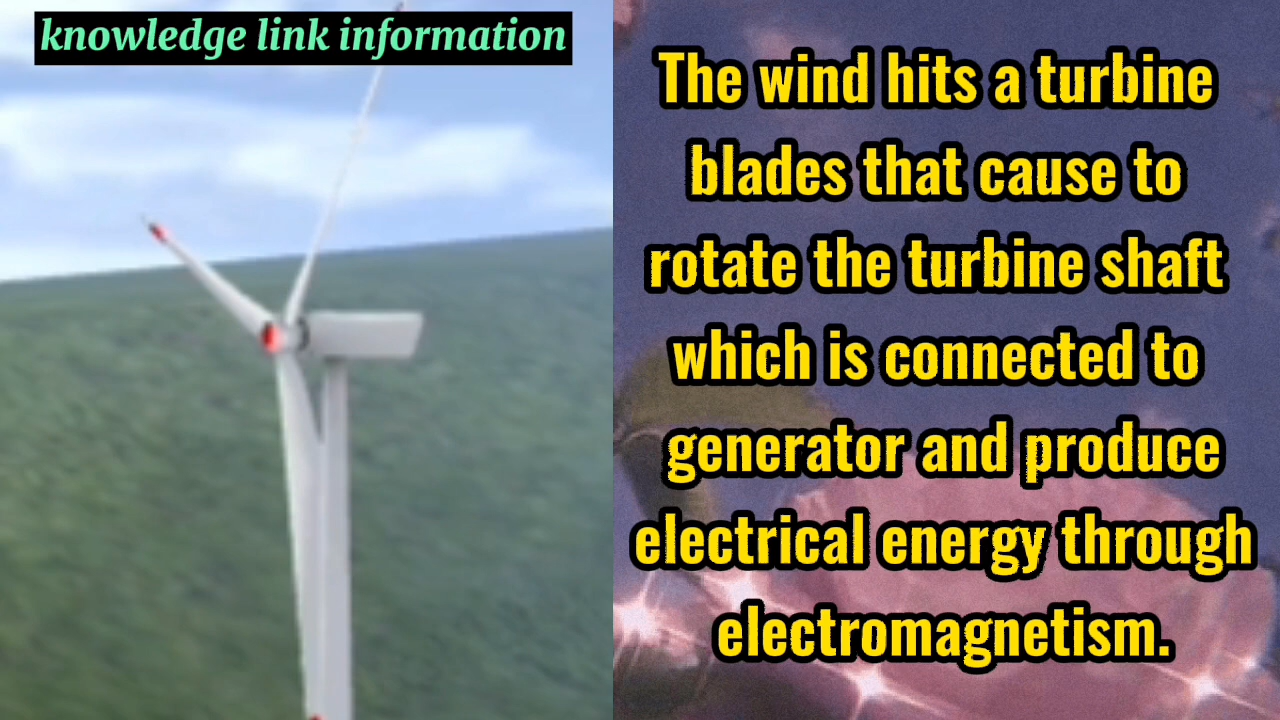 knowledge link information
The wind hits a turbine
blades that cause to
rotate the turbine shaft
which is connected to
generator and produce
electrical energy through
electromagnetism.